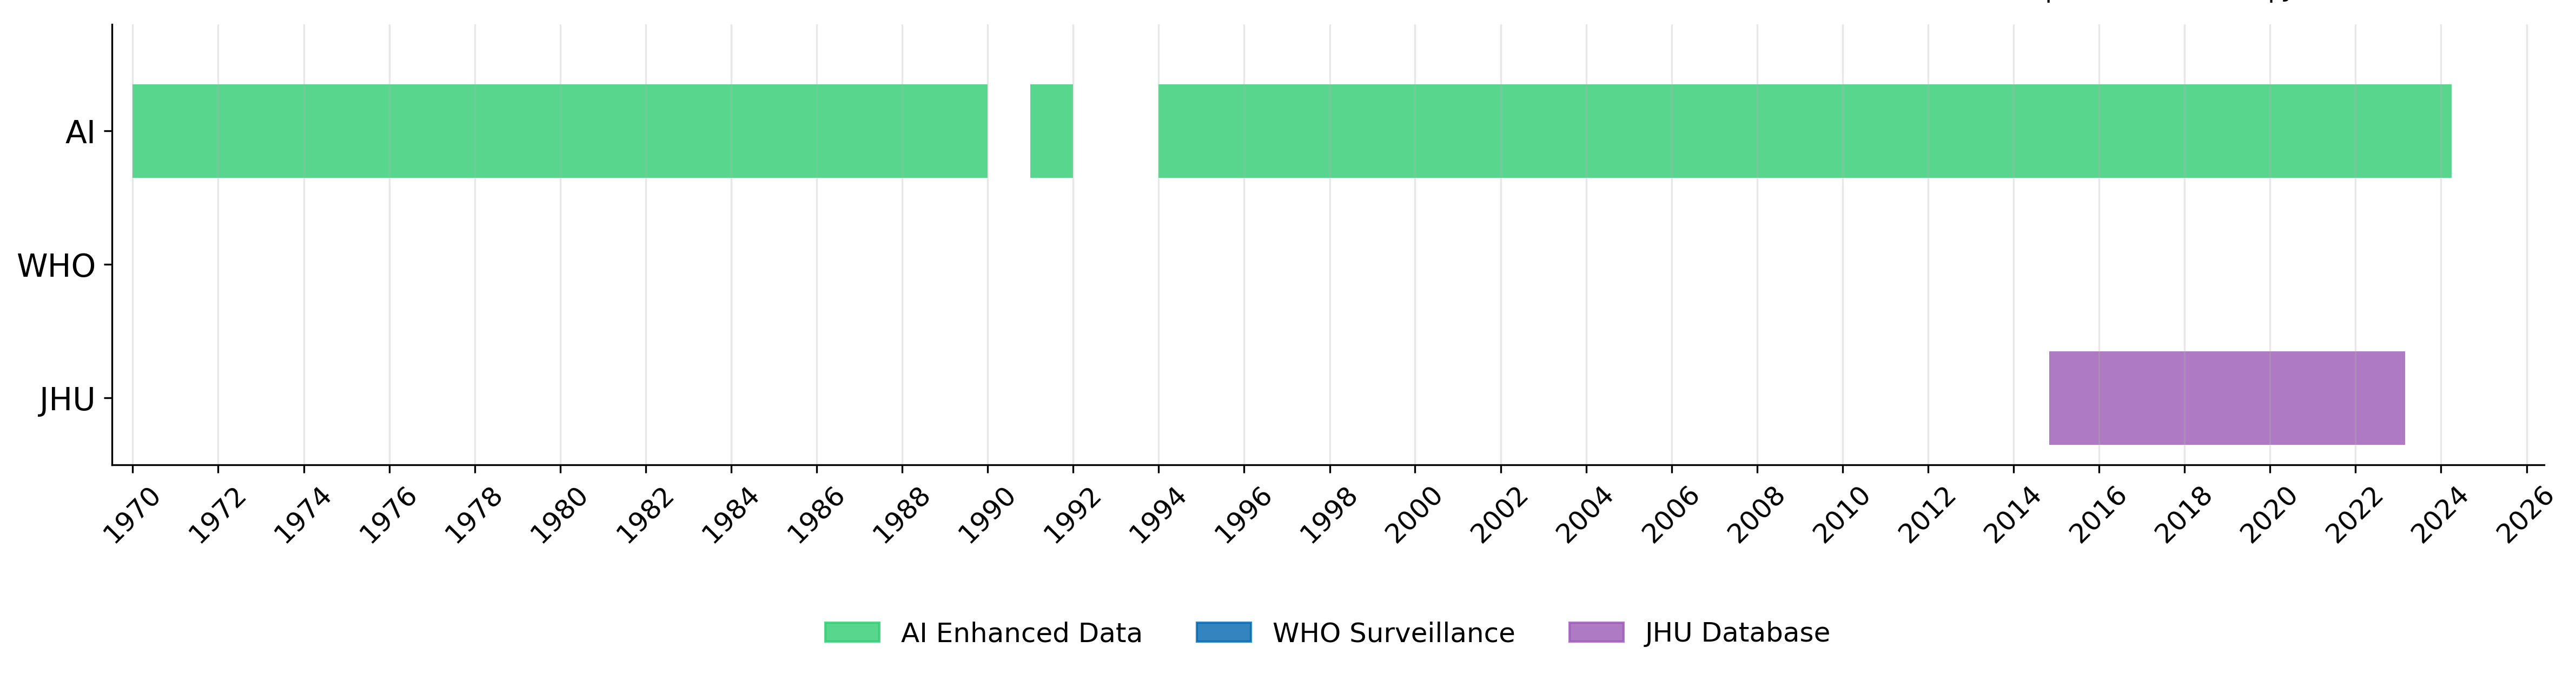 AI
WHO
JHU
1970 1972 1974 1976 1978 1980 1982 1984 1986 1988 1990 1992 1994 1996 1998 2000 2002 2004 2006 2008 2010 2012 2014 2016 2018 2020 2022 2024 2026
AI Enhanced Data WHO Surveillance JHU Database